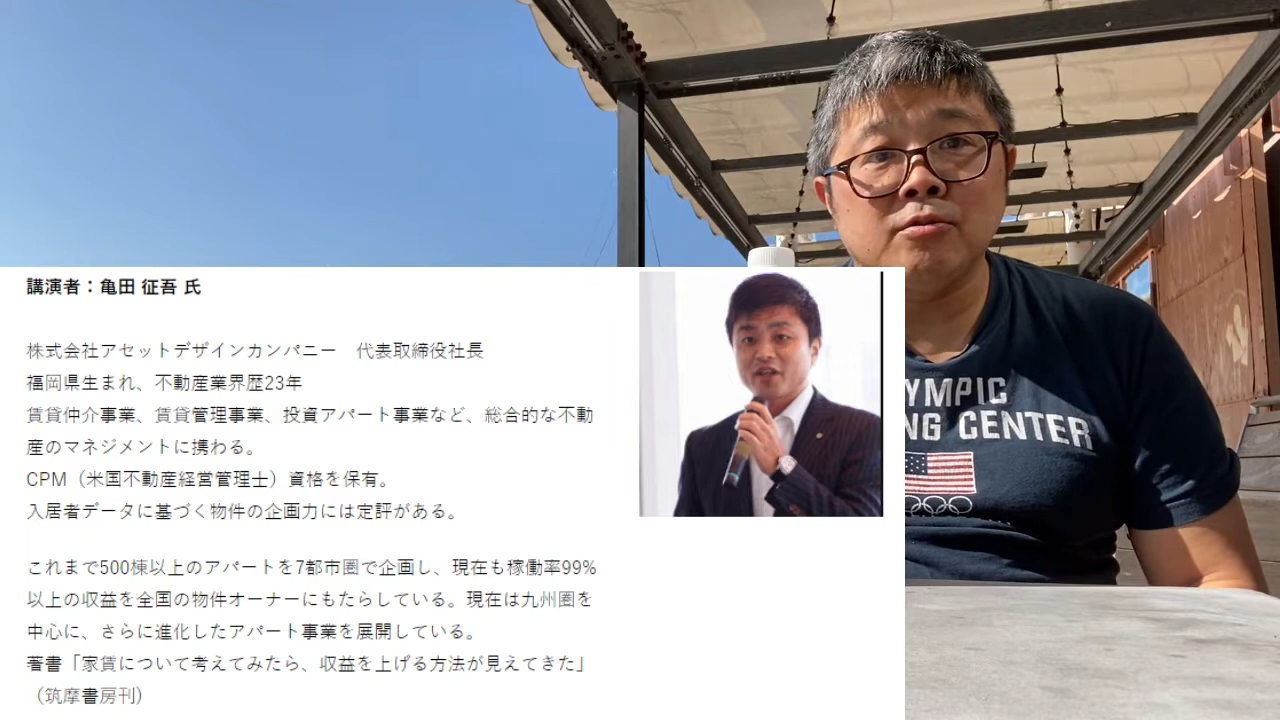 講演者：亀田 征吾 氏
株式会社アセットデザインカンパニー　代表取締役社長
福岡県生まれ、不動産業界歴23年
賃貸仲介事業、賃貸管理事業、投資アパート事業など、総合的な不動
産のマネジメントに携わる。
CPM（米国不動産経営管理士）資格を保有。
入居者データに基づく物件の企画力には定評がある。
これまで500棟以上のアパートを7都市圏で企画し、現在も稼働率99%
以上の収益を全国の物件オーナーにもたらしている。現在は九州圏を
中心に、さらに進化したアパート事業を展開している。
著書「家賃について考えてみたら、収益を上げる方法が見えてきた」
（筑摩書房刊）
YMPIC
NG CENTER